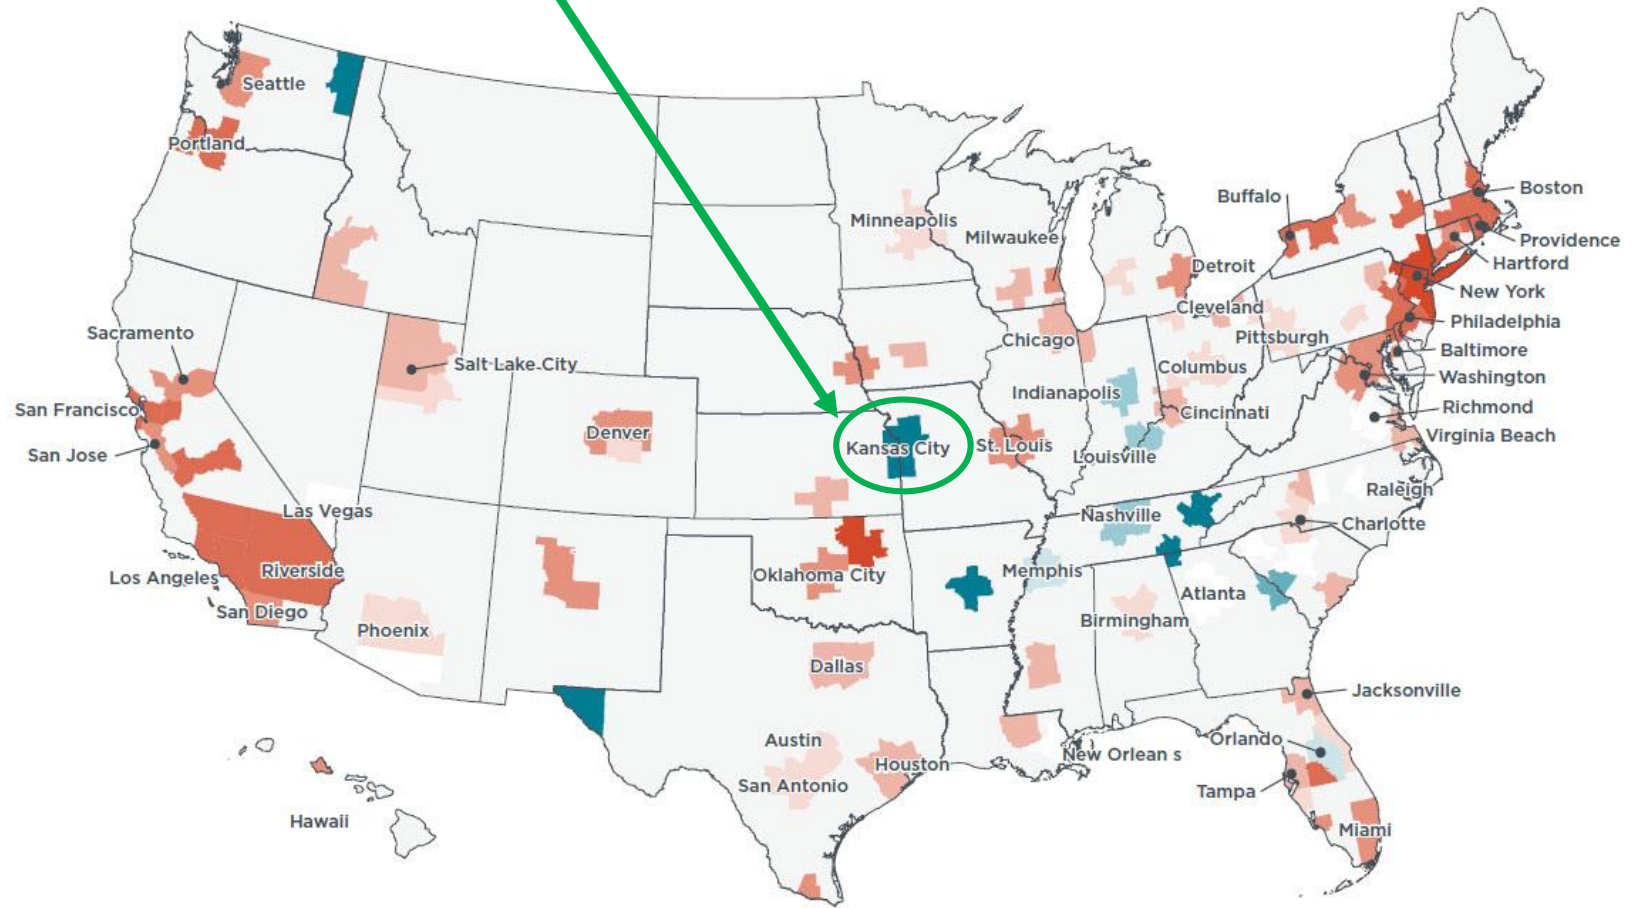 Seattle
Portland
Minneapolis
Milwaukee
Buffalo
Boston
Providence
Hartford
Detroit
New York
Cleveland
Philadelphia
Sacramento
Chicago
Pittsburgh
Baltimore
Salt Lake City
Columbus
Washington
Indianapolis
San Francisco
Cincinnati
Richmond
Denver
Kansas City
St. Louis
Virginia Beach
San Jose
Louisville
Raleigh
Las Vegas
Nashville
Charlotte
Los Angeles
Riverside
Oklahoma City
Memphis
Atlanta
San Diego
Birmingham
Phoenix
Dallas
Jacksonville
Austin
Orlando
New Orlean s
Houston
San Antonio
Tampa
Hawaii
Miami